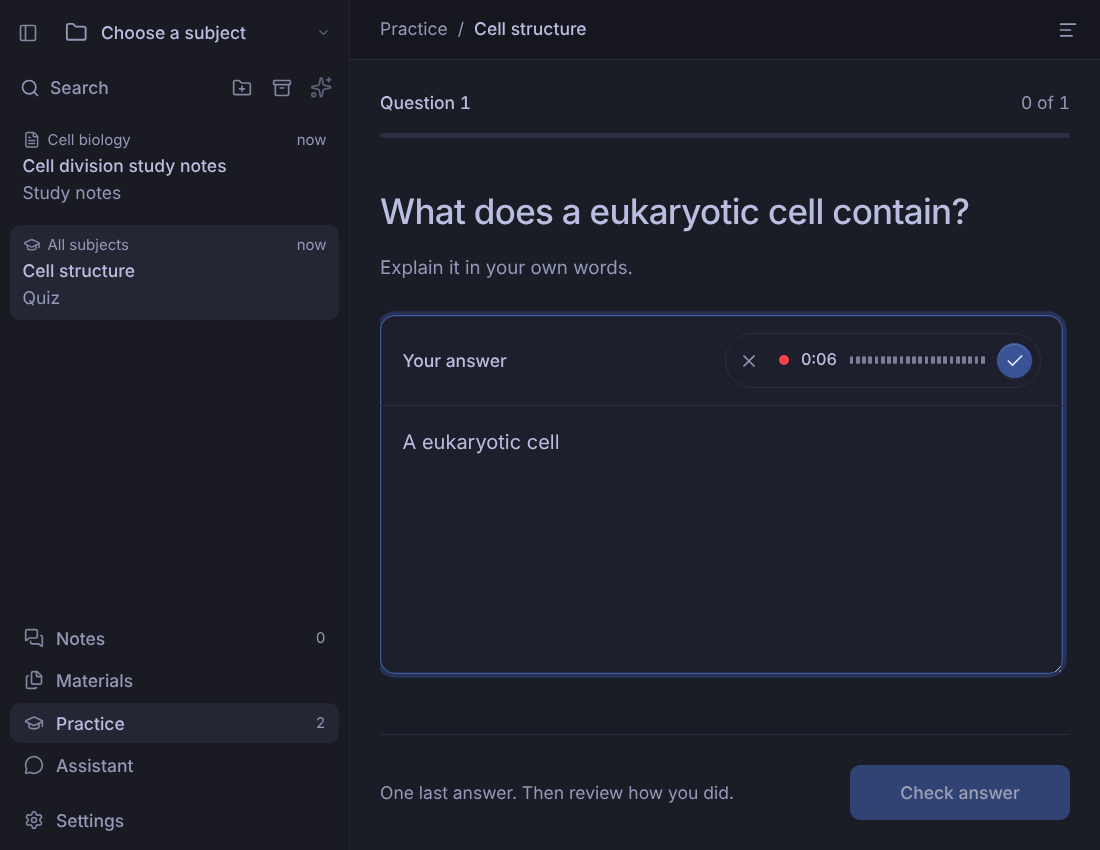 Choose a subject
Search
Cell biology now
Cell division study notes
Study notes
All subjects now
Cell structure
Quiz
Notes 0
Materials
Practice 2
Assistant
Settings
Practice / Cell structure
Question 1 0 of 1
What does a eukaryotic cell contain?
Explain it in your own words.
Your answer 0:06
A eukaryotic cell
One last answer. Then review how you did. Check answer